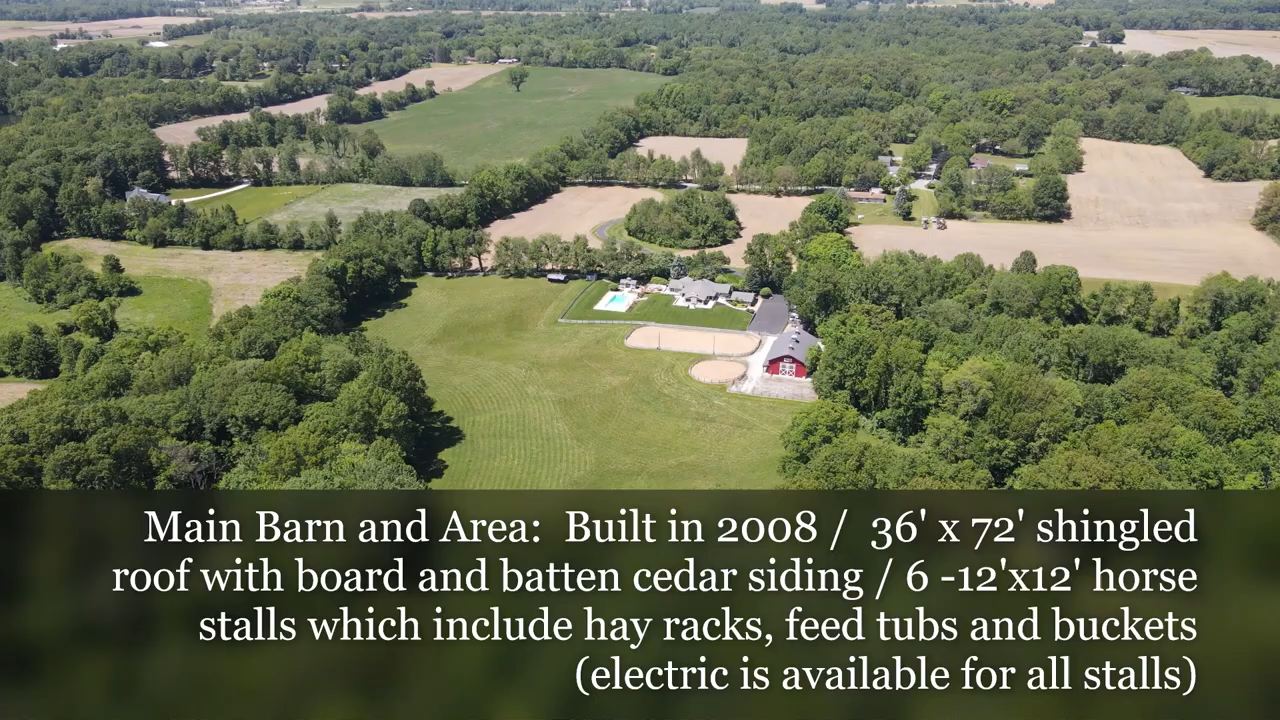 Main Barn and Area:  Built in 2008 /  36' x 72' shingled
roof with board and batten cedar siding / 6 -12'x12' horse
stalls which include hay racks, feed tubs and buckets
(electric is available for all stalls)